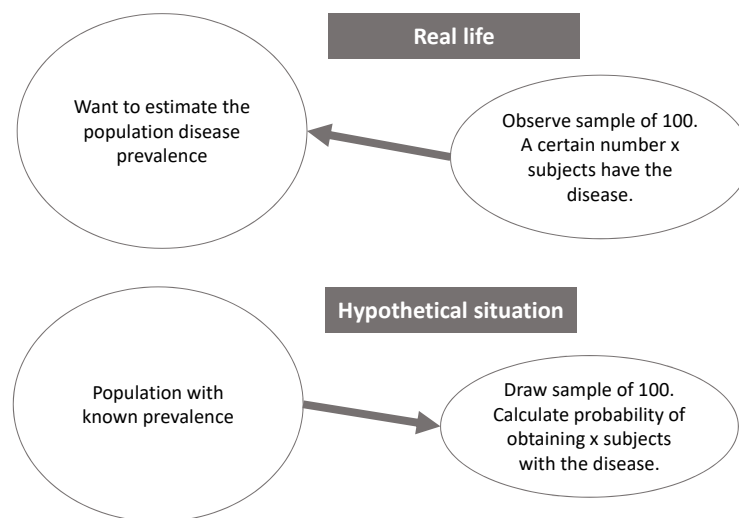 Real life
Want to estimate the
population disease
prevalence
Observe sample of 100.
A certain number x
subjects have the
disease.
Hypothetical situation
Population with
known prevalence
Draw sample of 100.
Calculate probability of
obtaining x subjects
with the disease.